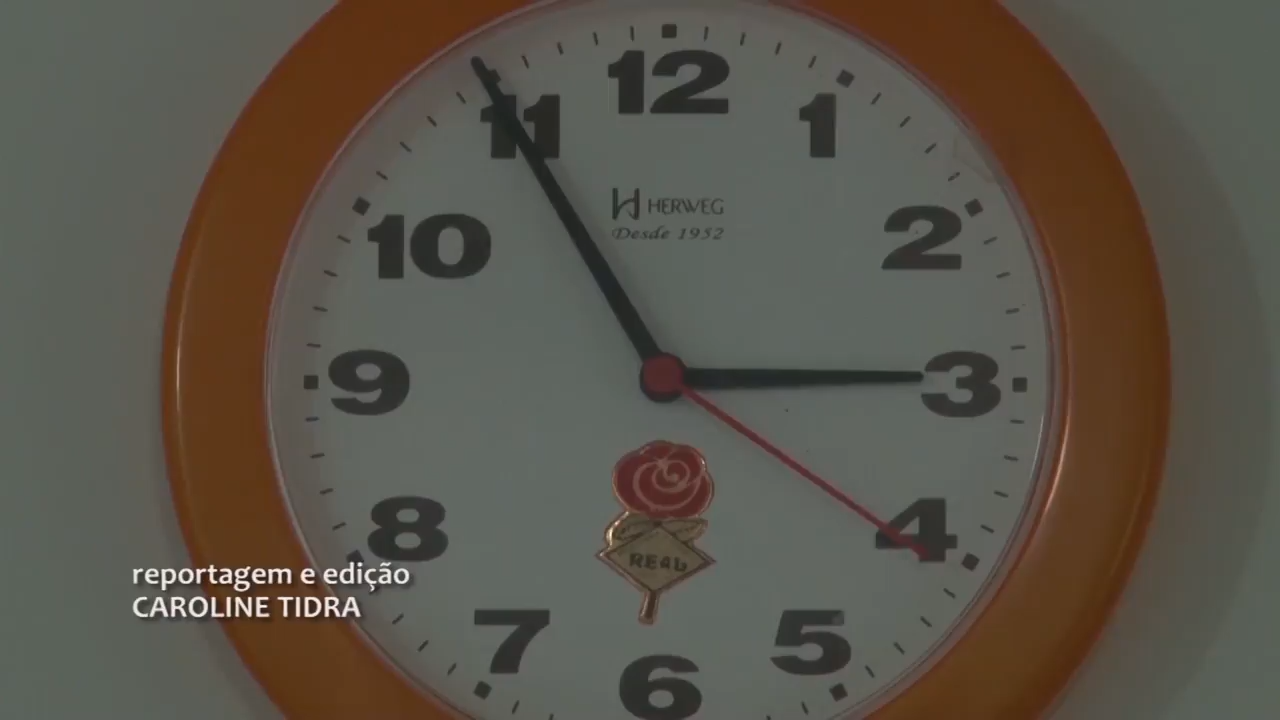 12
11
1
10
2
HERWEG
Desde 1952
9
3
8
4
REAL
7
5
6
reportagem e edição
CAROLINE TIDRA